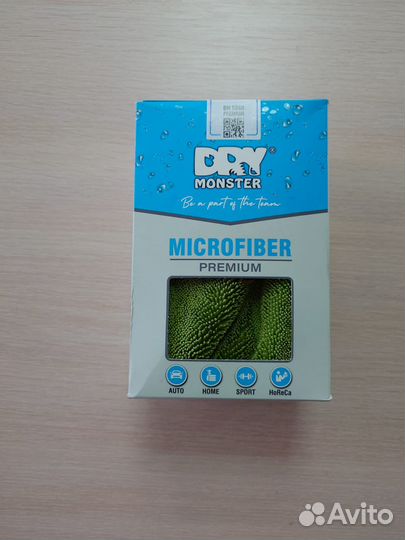 DRY
MONSTER
Be a part of the team
MICROFIBER
PREMIUM
AUTO HOME SPORT HoReCa
Avito